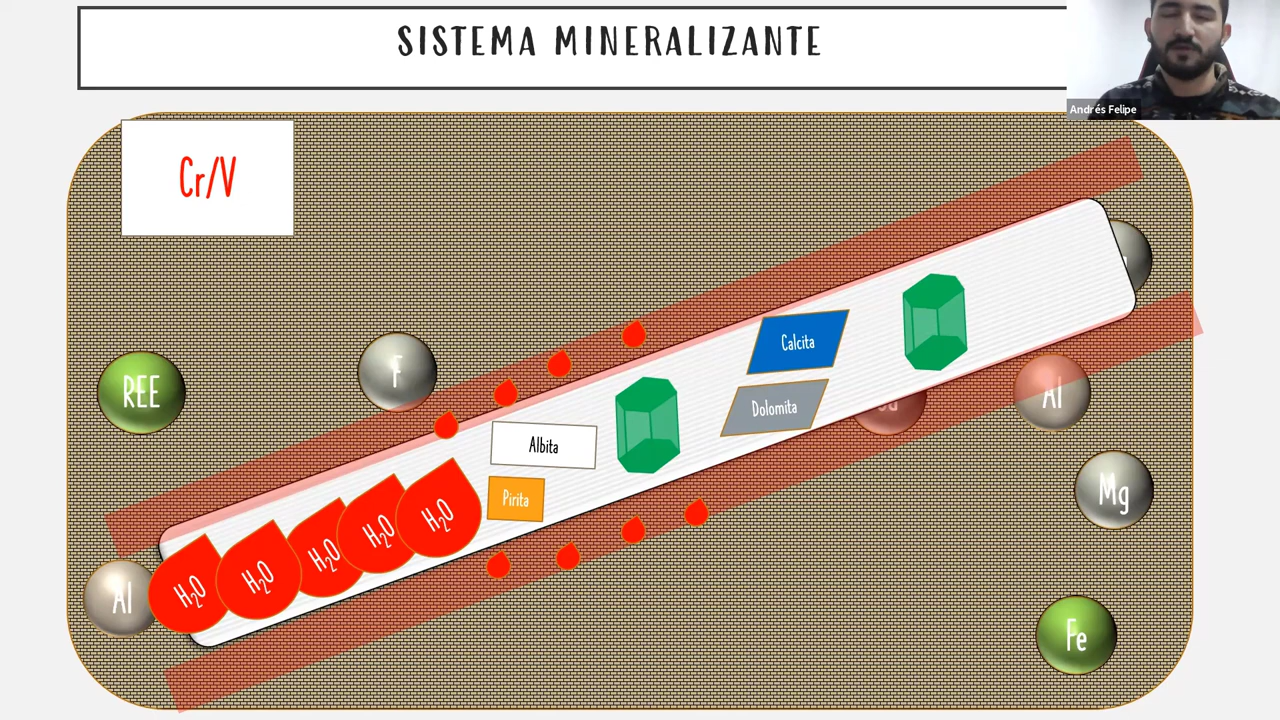 SISTEMA MINERALIZANTE
Andrés Felipe
Cr/V
REE
F
Calcita
Al
Dolomita
Albita
Pirita
Mg
H₂O
H₂O
H₂O
H₂O
H₂O
Al
Fe